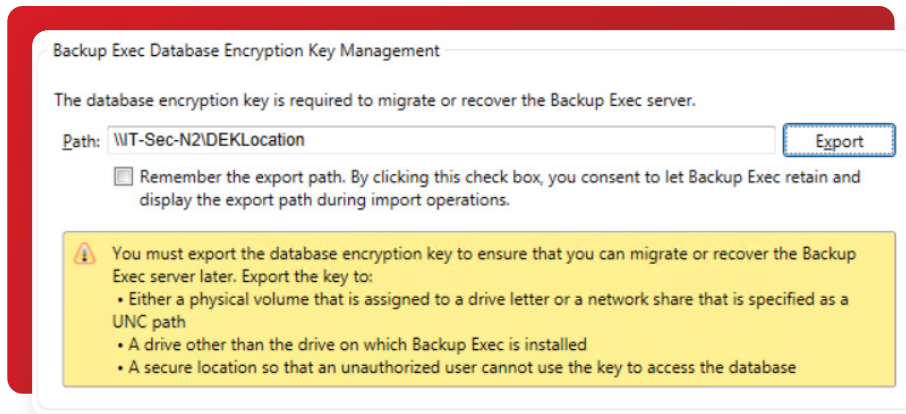 Backup Exec Database Encryption Key Management
The database encryption key is required to migrate or recover the Backup Exec server.
Path: \\IT-Sec-N2\DEKLocation Export
Remember the export path. By clicking this check box, you consent to let Backup Exec retain and
display the export path during import operations.
You must export the database encryption key to ensure that you can migrate or recover the Backup
Exec server later. Export the key to:
• Either a physical volume that is assigned to a drive letter or a network share that is specified as a
UNC path
• A drive other than the drive on which Backup Exec is installed
• A secure location so that an unauthorized user cannot use the key to access the database